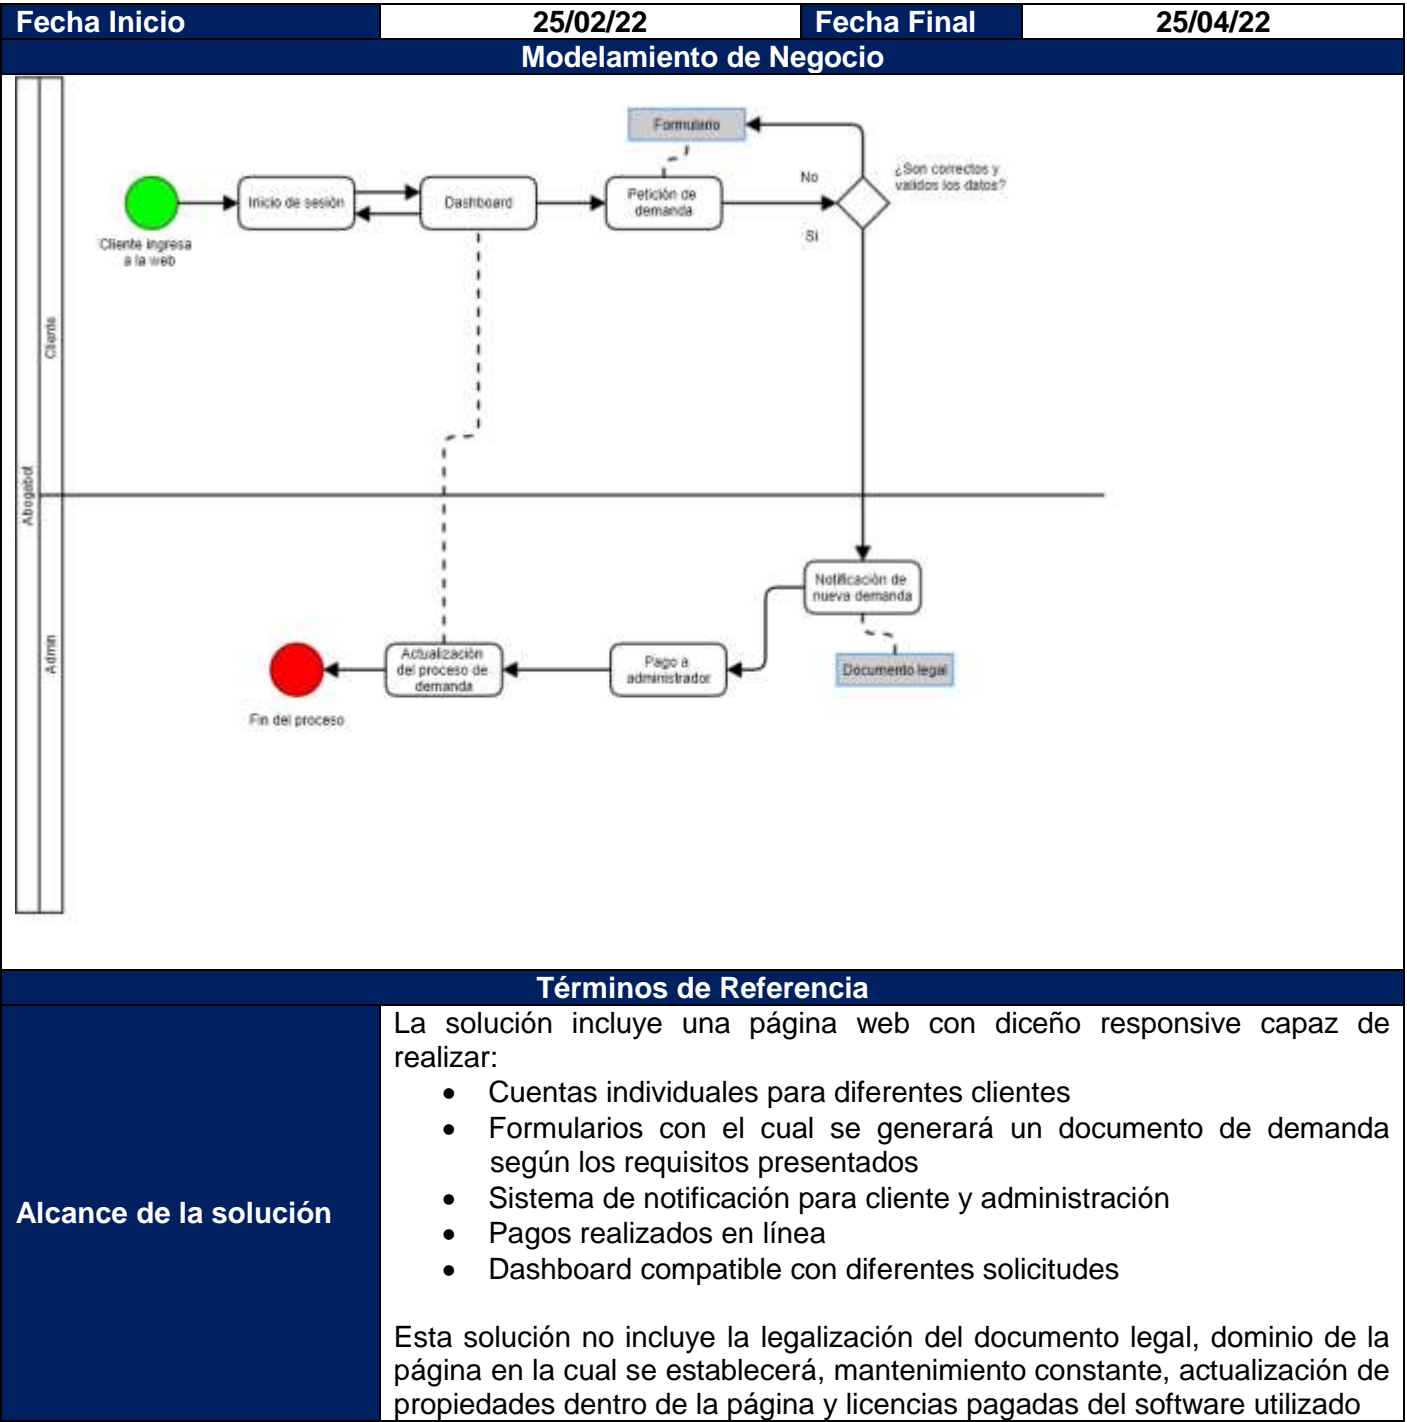 Fecha Inicio 25/02/22 Fecha Final 25/04/22
Modelamiento de Negocio
Formulario
¿Son correctos y
validos los datos?
No
Inicio de sesión
Dashboard
Petición de
demanda
Si
Cliente ingresa
a la web
Cliente
Abogabot
Admin
Notificación de
nueva demanda
Documento legal
Pago a
administrador
Actualización
del proceso de
demanda
Fin del proceso
Términos de Referencia
Alcance de la solución
La solución incluye una página web con diceño responsive capaz de
realizar:
• Cuentas individuales para diferentes clientes
• Formularios con el cual se generará un documento de demanda
según los requisitos presentados
• Sistema de notificación para cliente y administración
• Pagos realizados en línea
• Dashboard compatible con diferentes solicitudes
Esta solución no incluye la legalización del documento legal, dominio de la
página en la cual se establecerá, mantenimiento constante, actualización de
propiedades dentro de la página y licencias pagadas del software utilizado